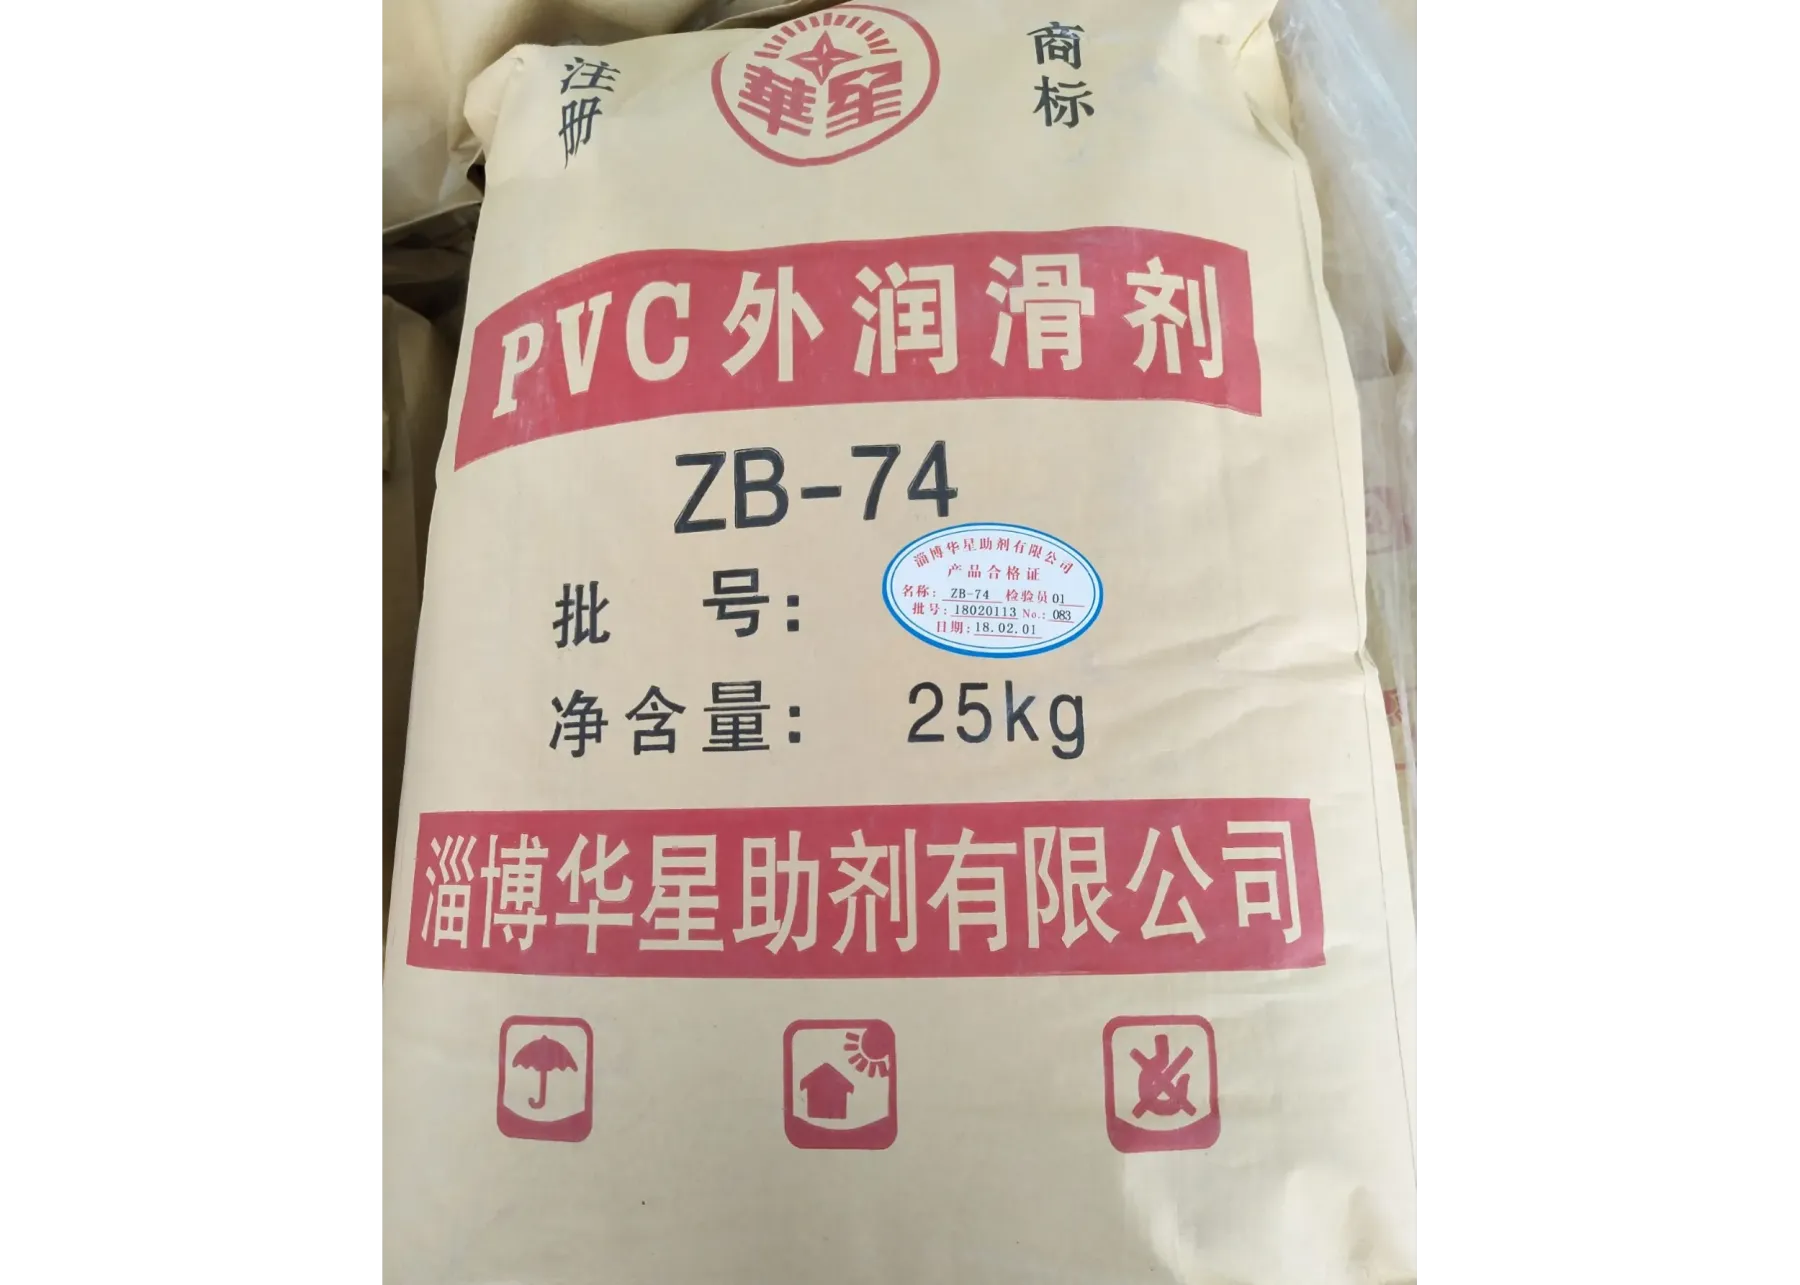 注册
商标
華星
PVC外润滑剂
ZB-74
淄博华星助剂有限公司
产品合格证
名称: ZB-74 检验员 01
批号: 18020113 No.: 083
日期: 18.02.01
批 号:
净含量: 25kg
淄博华星助剂有限公司